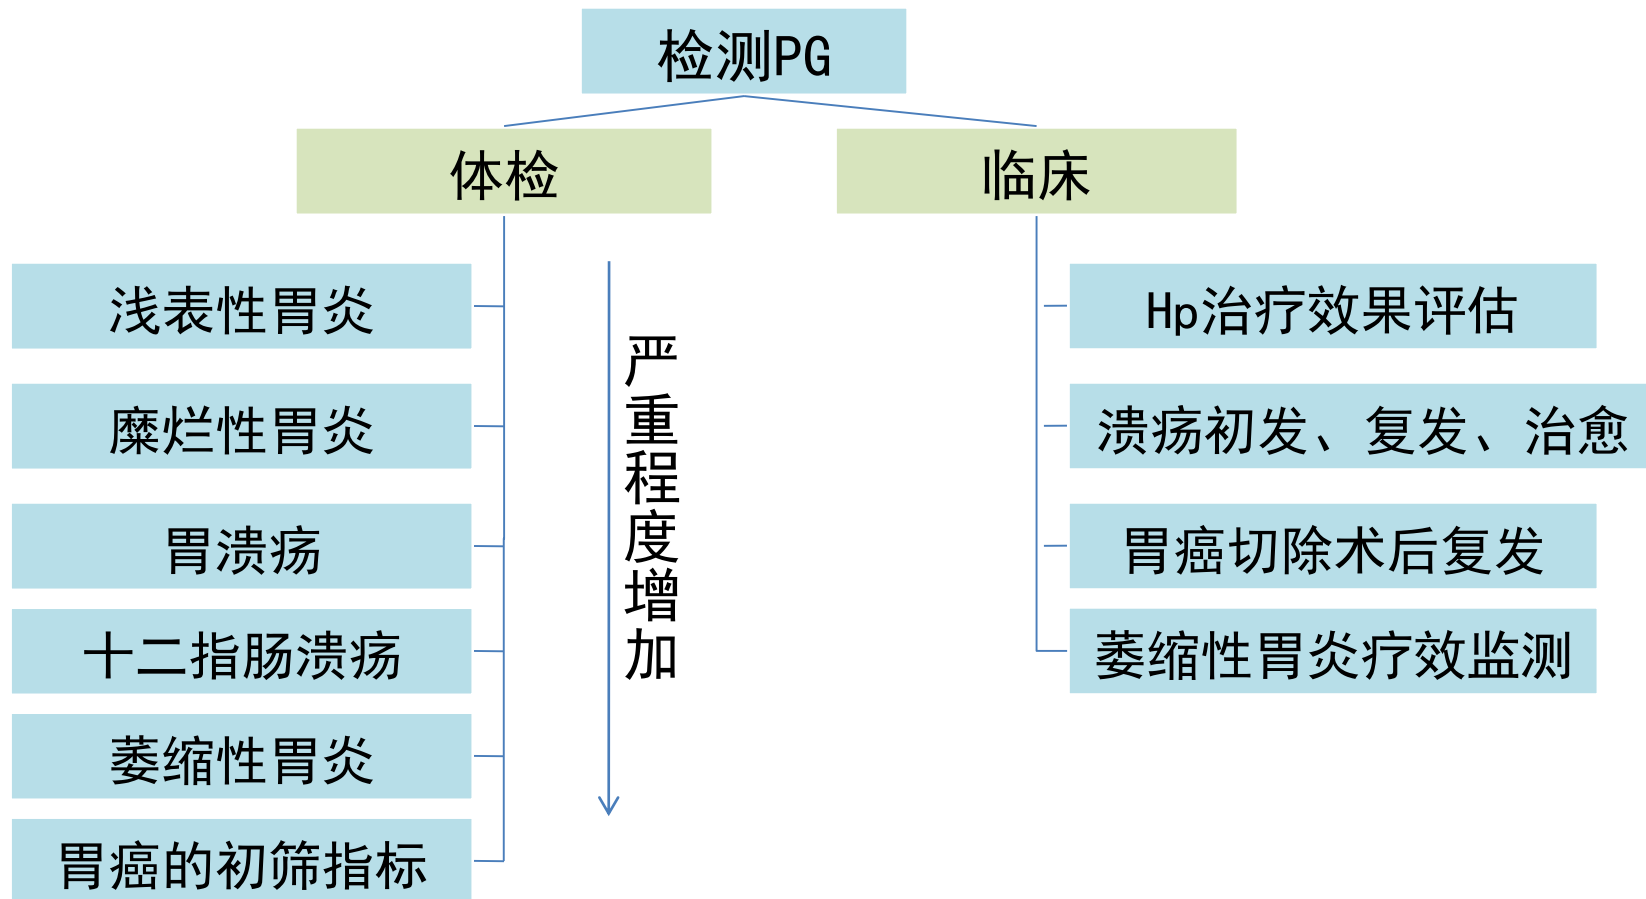 检测PG
体检
临床
浅表性胃炎
糜烂性胃炎
胃溃疡
十二指肠溃疡
萎缩性胃炎
胃癌的初筛指标
严重程度增加
Hp治疗效果评估
溃疡初发、复发、治愈
胃癌切除术后复发
萎缩性胃炎疗效监测